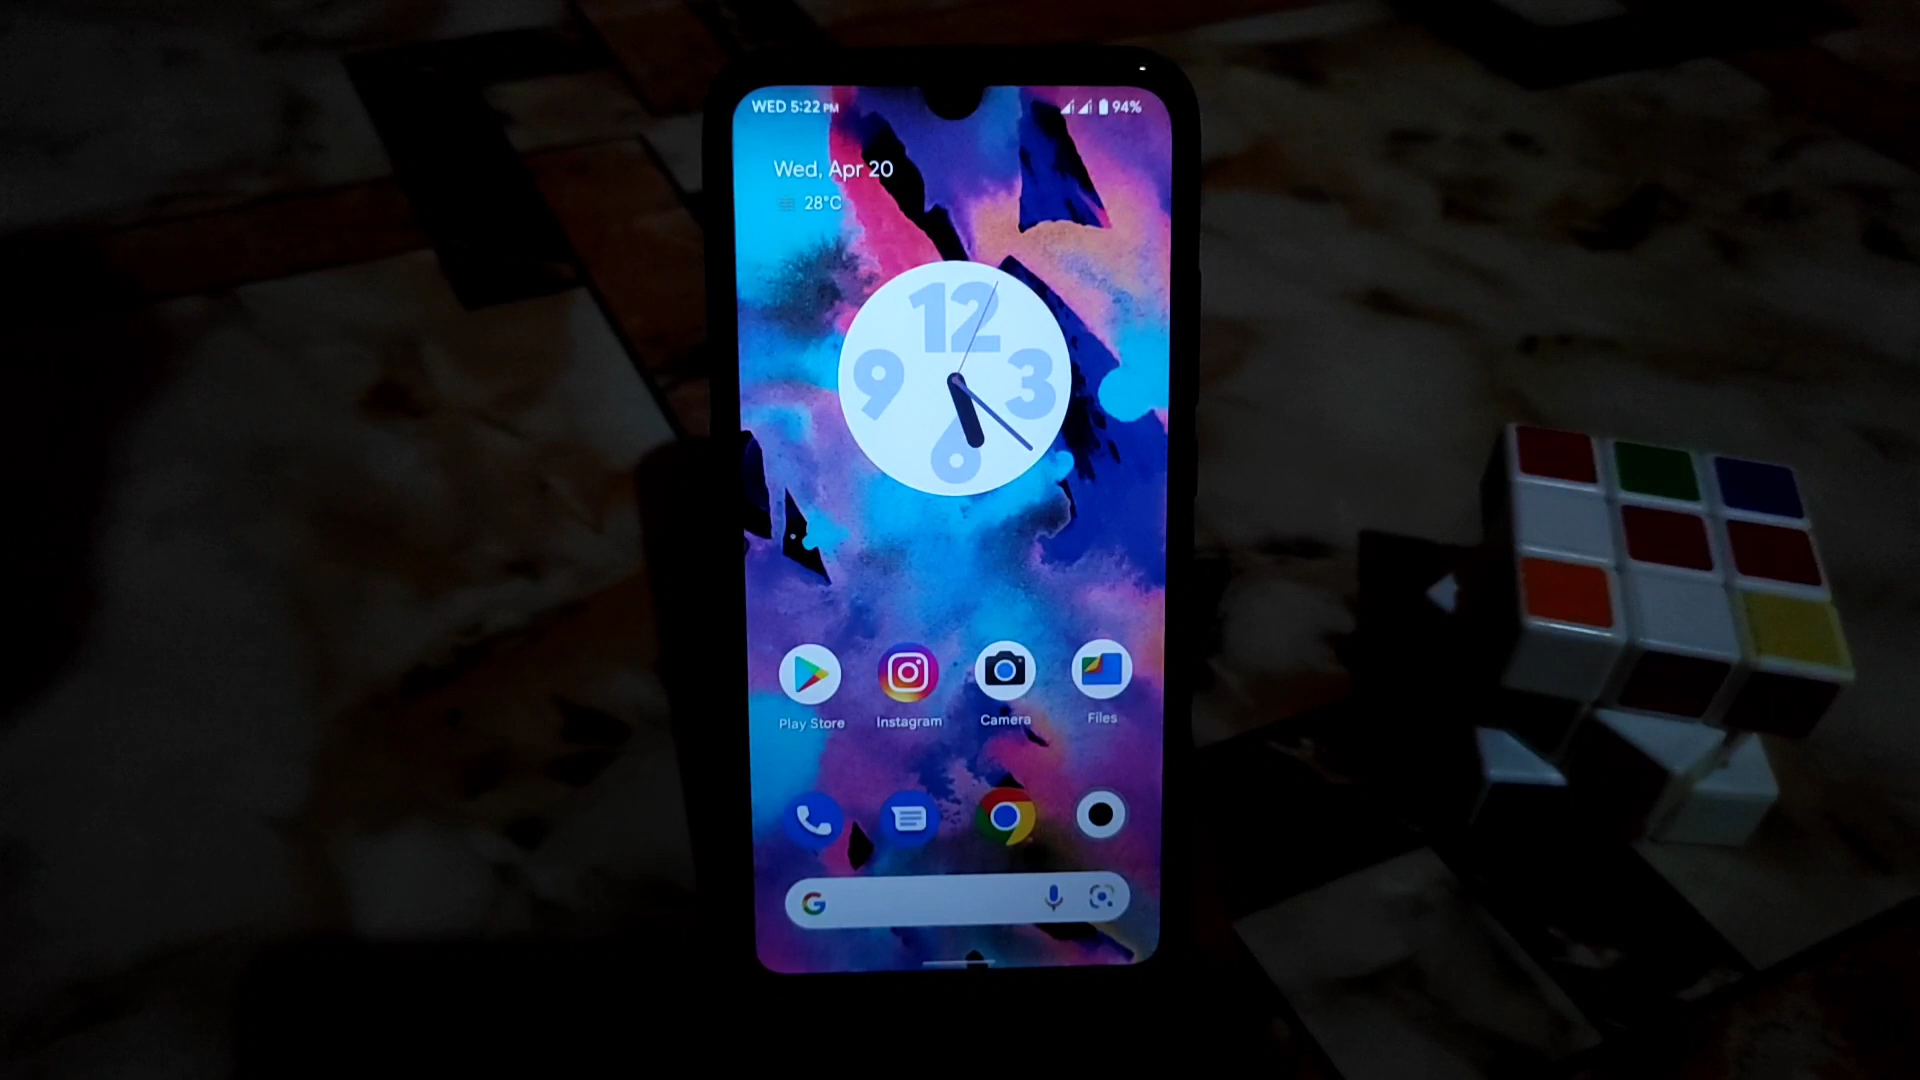 WED 5:22 PM 94%
Wed, Apr 20
28°C
12
9 3
6
Play Store Instagram Camera Files
G